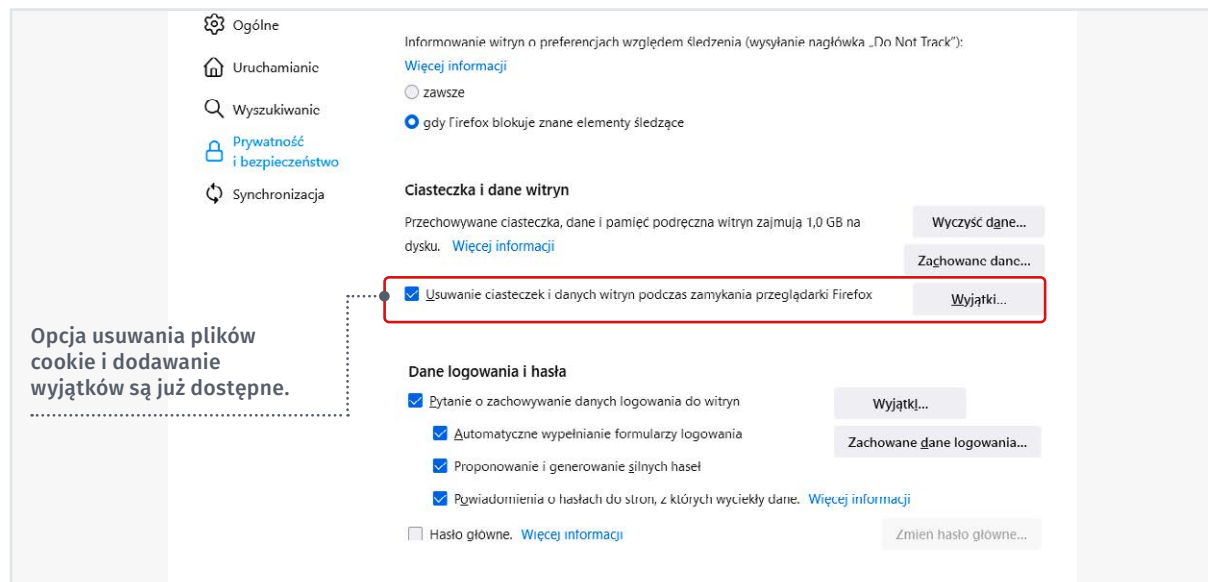 Ogólne
Uruchamianie
Wyszukiwanie
Prywatność
i bezpieczeństwo
Synchronizacja
Informowanie witryn o preferencjach względem śledzenia (wysyłanie nagłówka „Do Not Track”):
Więcej informacji
zawsze
gdy Firefox blokuje znane elementy śledzące
Ciasteczka i dane witryn
Przechowywane ciasteczka, dane i pamięć podręczna witryn zajmują 1,0 GB na
dysku. Więcej informacji
Wyczyść dane...
Zachowane dane...
Usuwanie ciasteczek i danych witryn podczas zamykania przeglądarki Firefox
Wyjątki...
Opcja usuwania plików
cookie i dodawanie
wyjątków są już dostępne.
Dane logowania i hasła
Pytanie o zachowywanie danych logowania do witryn
Wyjątki...
Automatyczne wypełnianie formularzy logowania
Zachowane dane logowania...
Proponowanie i generowanie silnych haseł
Powiadomienia o hasłach do stron, z których wyciekły dane. Więcej informacji
Hasło główne. Więcej informacji
Zmień hasło główne...